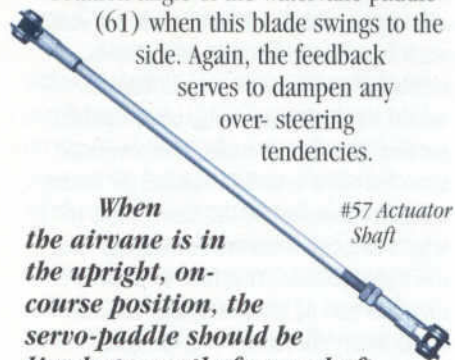 (61) when this blade swings to the
side. Again, the feedback
serves to dampen any
over- steering
tendencies.
When
the airvane is in
the upright, on-
course position, the
servo-paddle should be
#57 Actuator
Shaft